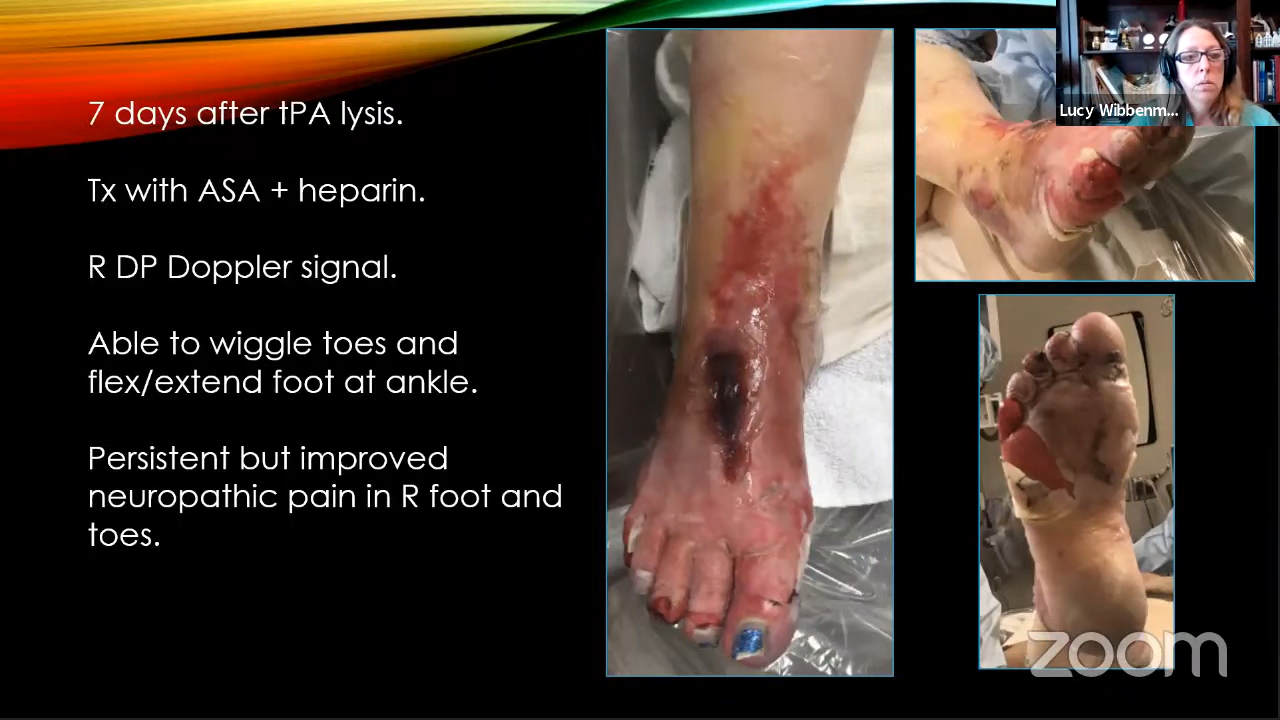 7 days after tPA lysis.
Tx with ASA + heparin.
R DP Doppler signal.
Able to wiggle toes and
flex/extend foot at ankle.
Persistent but improved
neuropathic pain in R foot and
toes.
Lucy Wibbenm...
zoom